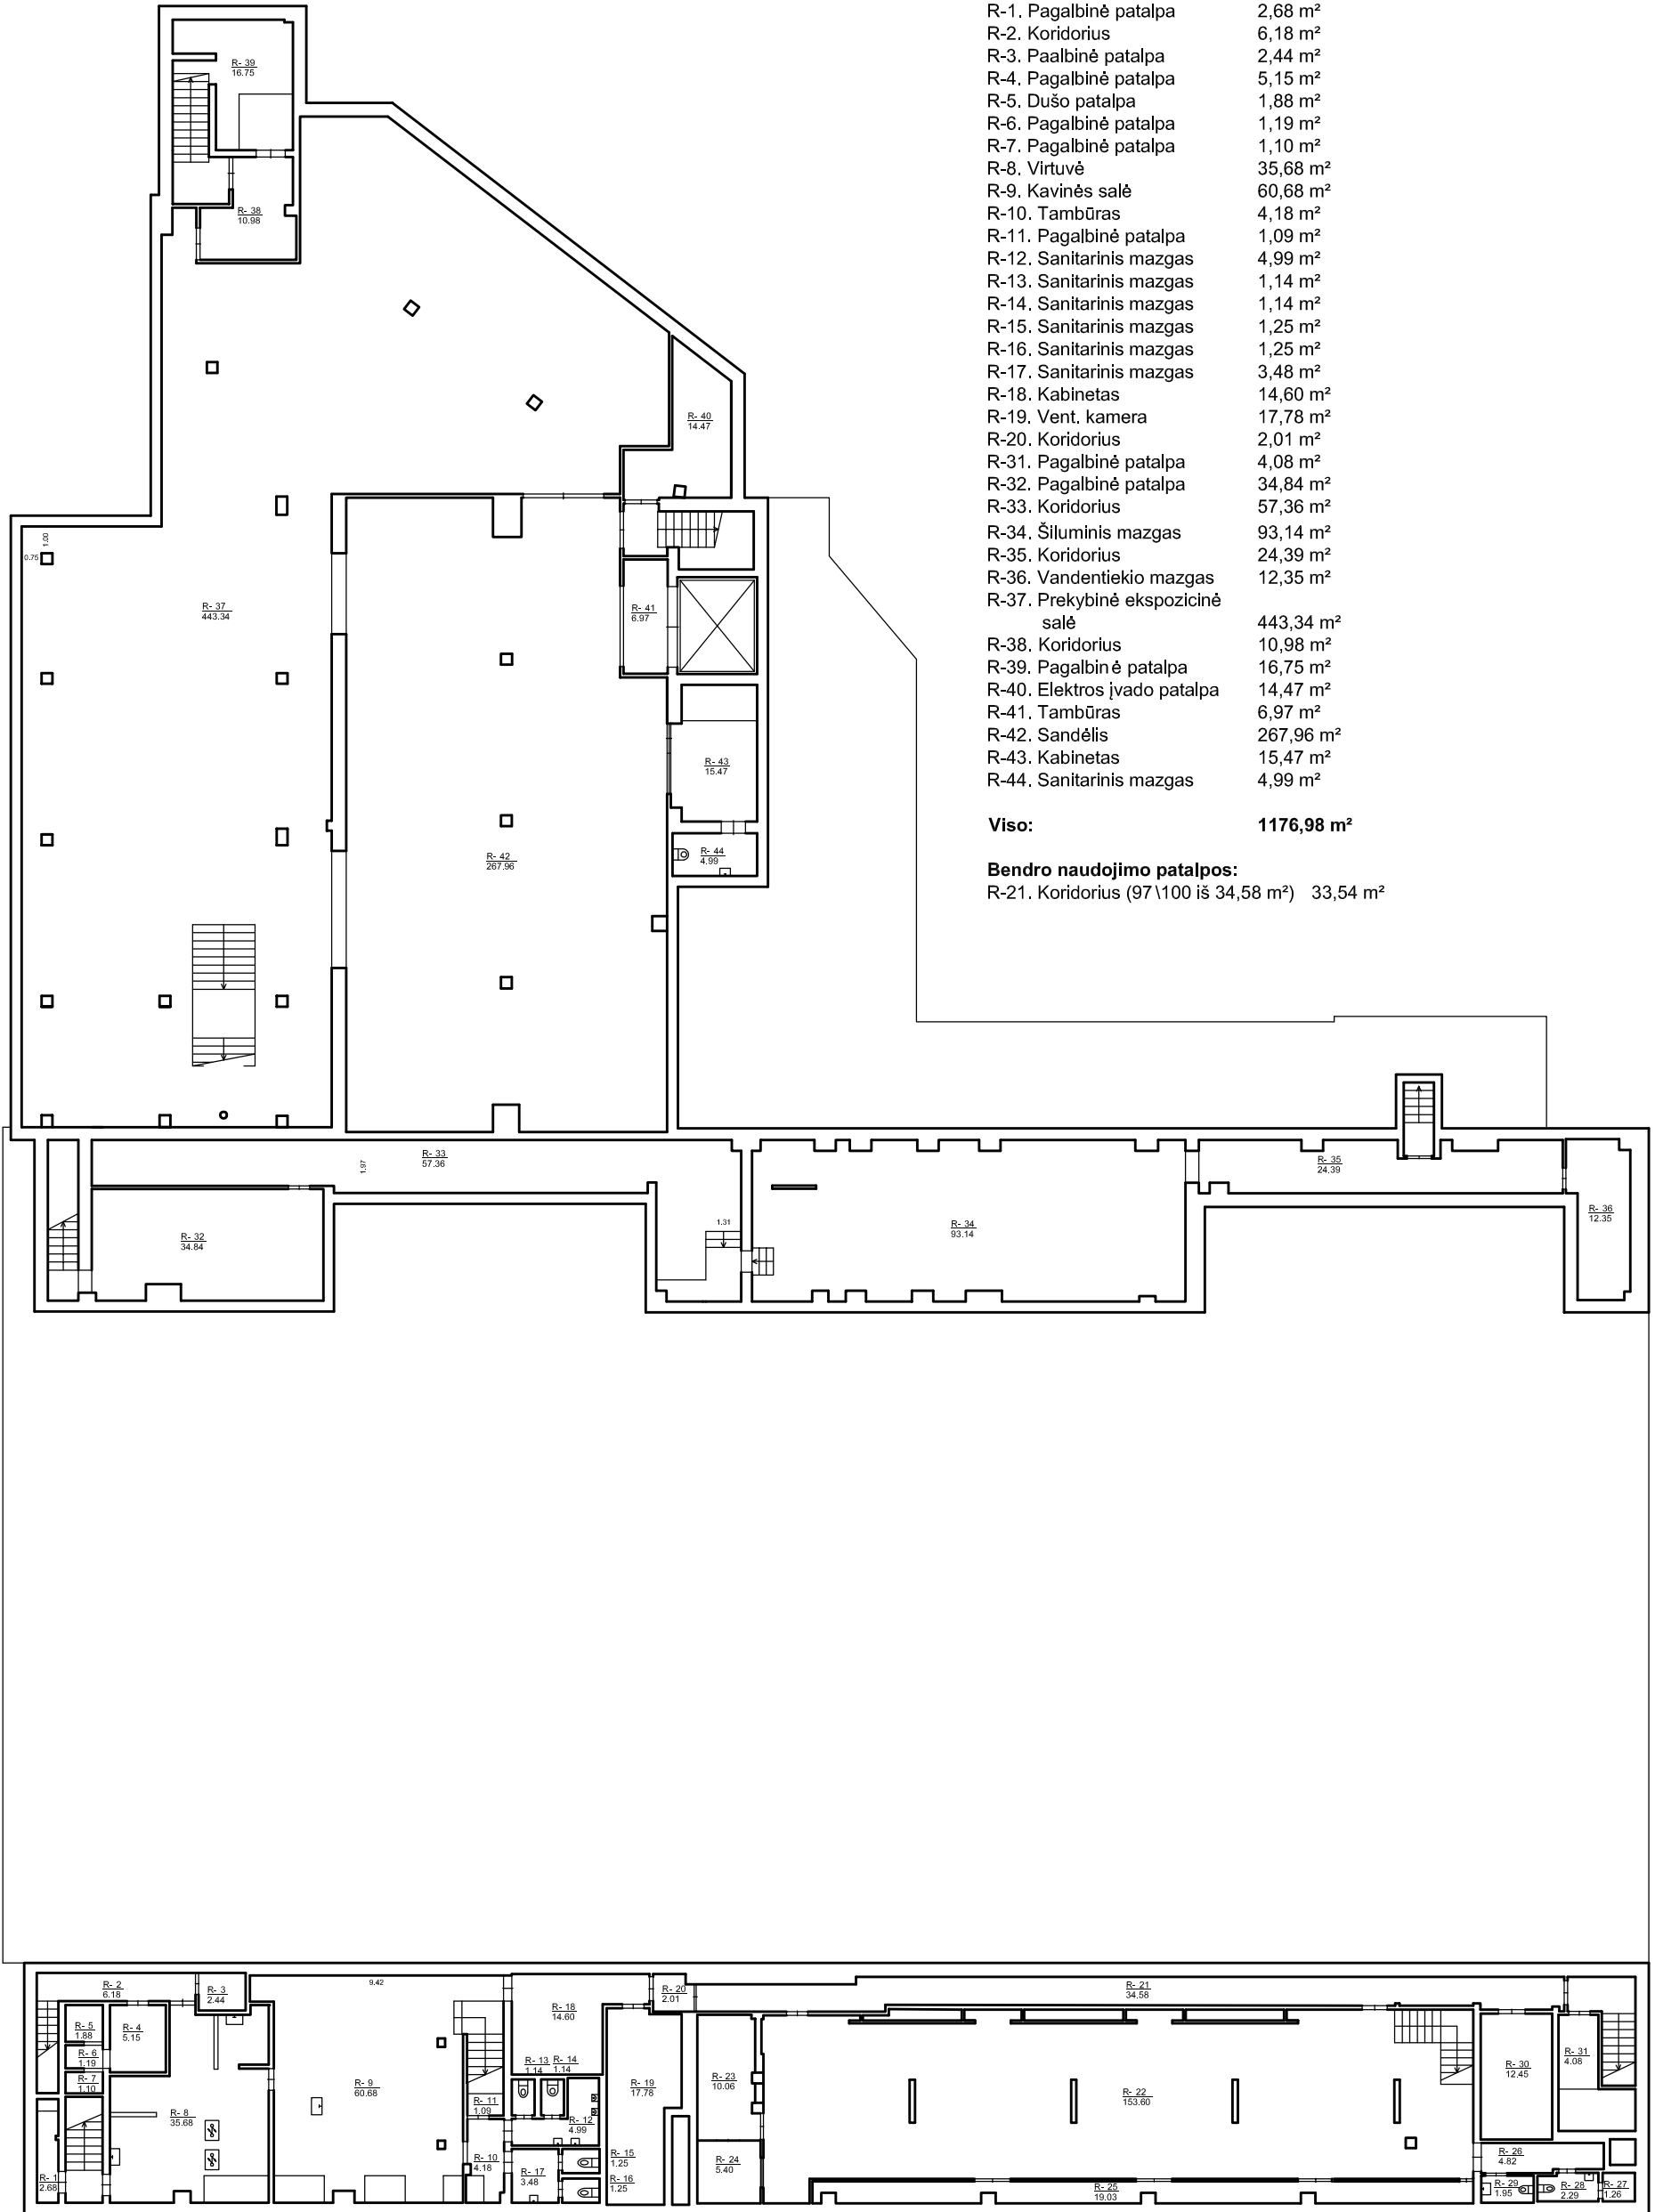 R-1. Pagalbinė patalpa 2,68 m²
R-2. Koridorius 6,18 m²
R-3. Paalbinė patalpa 2,44 m²
R-4. Pagalbinė patalpa 5,15 m²
R-5. Dušo patalpa 1,88 m²
R-6. Pagalbinė patalpa 1,19 m²
R-7. Pagalbinė patalpa 1,10 m²
R-8. Virtuvė 35,68 m²
R-9. Kavinės salė 60,68 m²
R-10. Tambūras 4,18 m²
R-11. Pagalbinė patalpa 1,09 m²
R-12. Sanitarinis mazgas 4,99 m²
R-13. Sanitarinis mazgas 1,14 m²
R-14. Sanitarinis mazgas 1,14 m²
R-15. Sanitarinis mazgas 1,25 m²
R-16. Sanitarinis mazgas 1,25 m²
R-17. Sanitarinis mazgas 3,48 m²
R-18. Kabinetas 14,60 m²
R-19. Vent. kamera 17,78 m²
R-20. Koridorius 2,01 m²
R-31. Pagalbinė patalpa 4,08 m²
R-32. Pagalbinė patalpa 34,84 m²
R-33. Koridorius 57,36 m²
R-34. Šiluminis mazgas 93,14 m²
R-35. Koridorius 24,39 m²
R-36. Vandentiekio mazgas 12,35 m²
R-37. Prekybinė ekspozicinė
salė 443,34 m²
R-38. Koridorius 10,98 m²
R-39. Pagalbinė patalpa 16,75 m²
R-40. Elektros įvado patalpa 14,47 m²
R-41. Tambūras 6,97 m²
R-42. Sandėlis 267,96 m²
R-43. Kabinetas 15,47 m²
R-44. Sanitarinis mazgas 4,99 m²
Viso: 1176,98 m²
Bendro naudojimo patalpos:
R-21. Koridorius (97\100 iš 34,58 m²) 33,54 m²
R- 39
16.75
R- 38
10.98
R- 40
14.47
1.00
0.75
R- 37
443.34
R- 41
6.97
R- 43
15.47
R- 42
267.96
R- 44
4.99
R- 33
57.36
1.97
R- 35
24.39
R- 32
34.84
1.31
R- 34
93.14
R- 36
12.35
R- 2
6.18
R- 3
2.44
9.42
R- 20
2.01
R- 21
34.58
R- 5
1.88
R- 4
5.15
R- 18
14.60
R- 6
1.19
R- 7
1.10
R- 13
1.14
R- 14
1.14
R- 31
4.08
R- 30
12.45
R- 23
10.06
R- 9
60.68
R- 19
17.78
R- 22
153.60
R- 11
1.09
R- 8
35.68
R- 12
4.99
R- 15
1.25
R- 10
4.18
R- 24
5.40
R- 26
4.82
R- 1
2.68
R- 17
3.48
R- 16
1.25
R- 25
19.03
R- 29
1.95
R- 28
2.29
R- 27
1.26